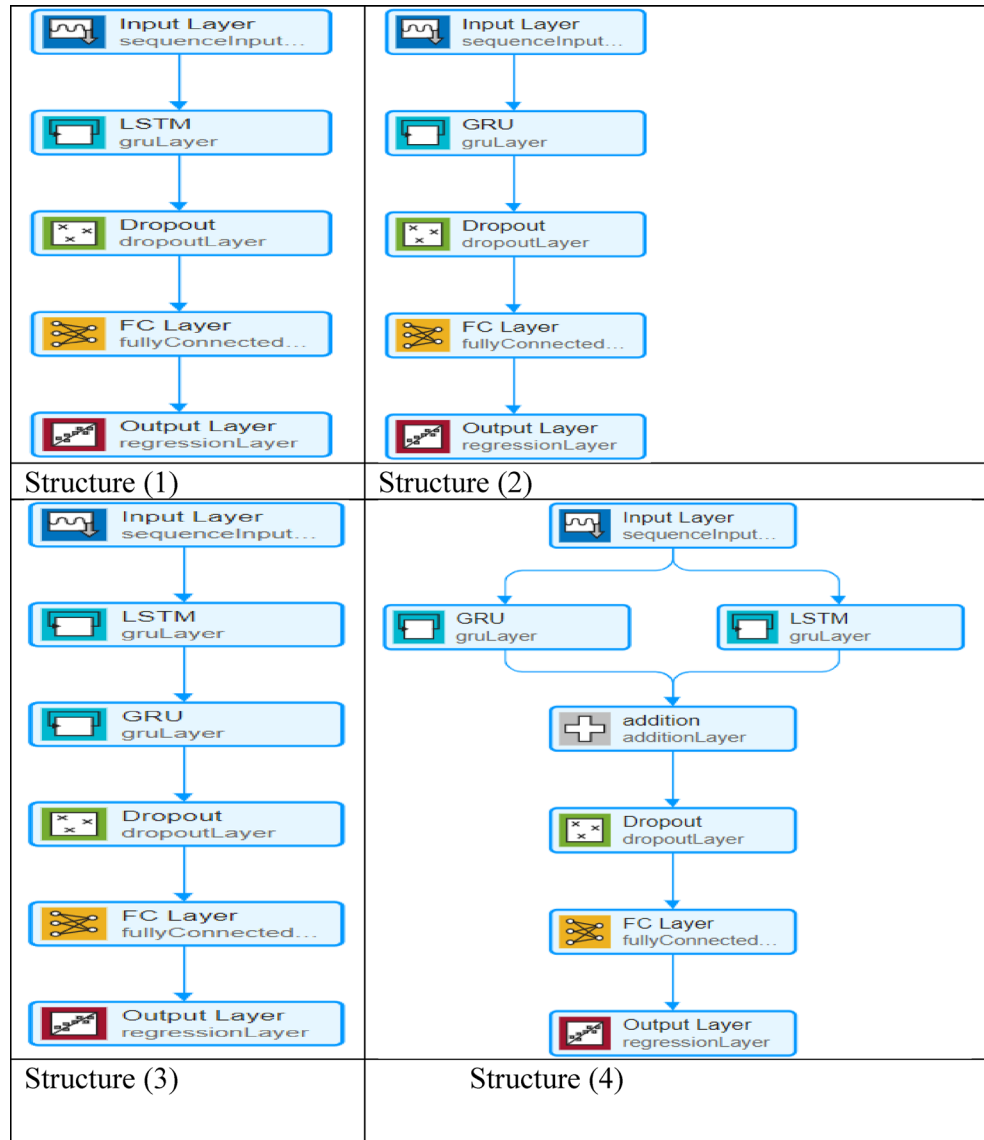 Input Layer
sequenceInput...
LSTM
gruLayer
Dropout
dropoutLayer
FC Layer
fullyConnected...
Output Layer
regressionLayer
Structure (1)
Input Layer
sequenceInput...
GRU
gruLayer
Dropout
dropoutLayer
FC Layer
fullyConnected...
Output Layer
regressionLayer
Structure (2)
Input Layer
sequenceInput...
LSTM
gruLayer
GRU
gruLayer
Dropout
dropoutLayer
FC Layer
fullyConnected...
Output Layer
regressionLayer
Structure (3)
Input Layer
sequenceInput...
GRU
gruLayer
LSTM
gruLayer
addition
additionLayer
Dropout
dropoutLayer
FC Layer
fullyConnected...
Output Layer
regressionLayer
Structure (4)